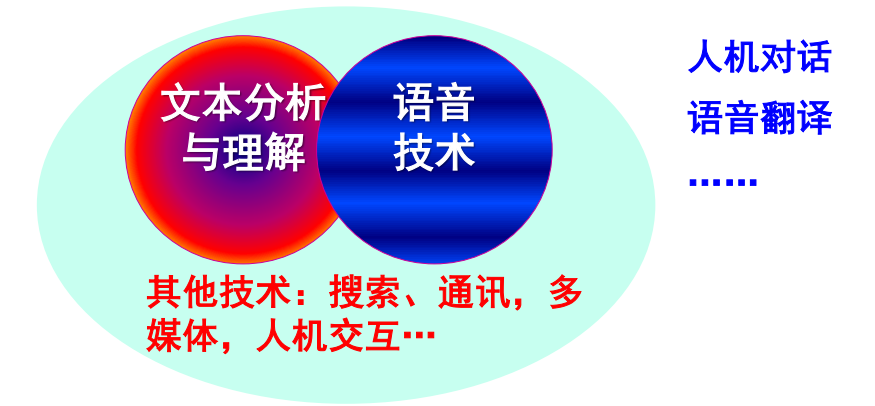 文本分析
与理解
语音
技术
其他技术：搜索、通讯，多
媒体，人机交互…
人机对话
语音翻译
……